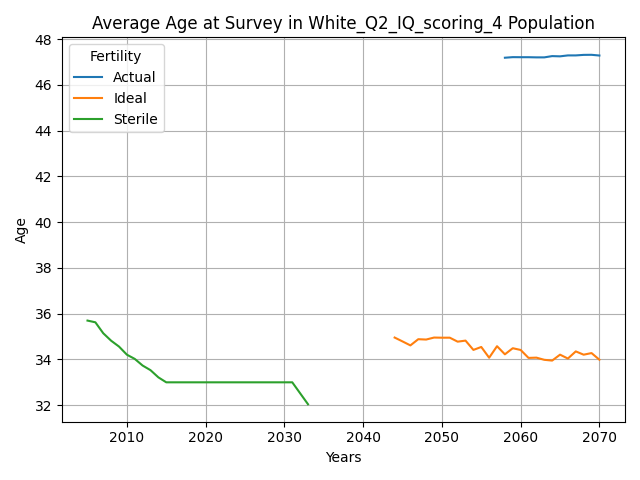 Average Age at Survey in White_Q2_IQ_scoring_4 Population
Fertility
Actual
Ideal
Sterile
48
46
44
42
40
38
36
34
32
Age
2010 2020 2030 2040 2050 2060 2070
Years